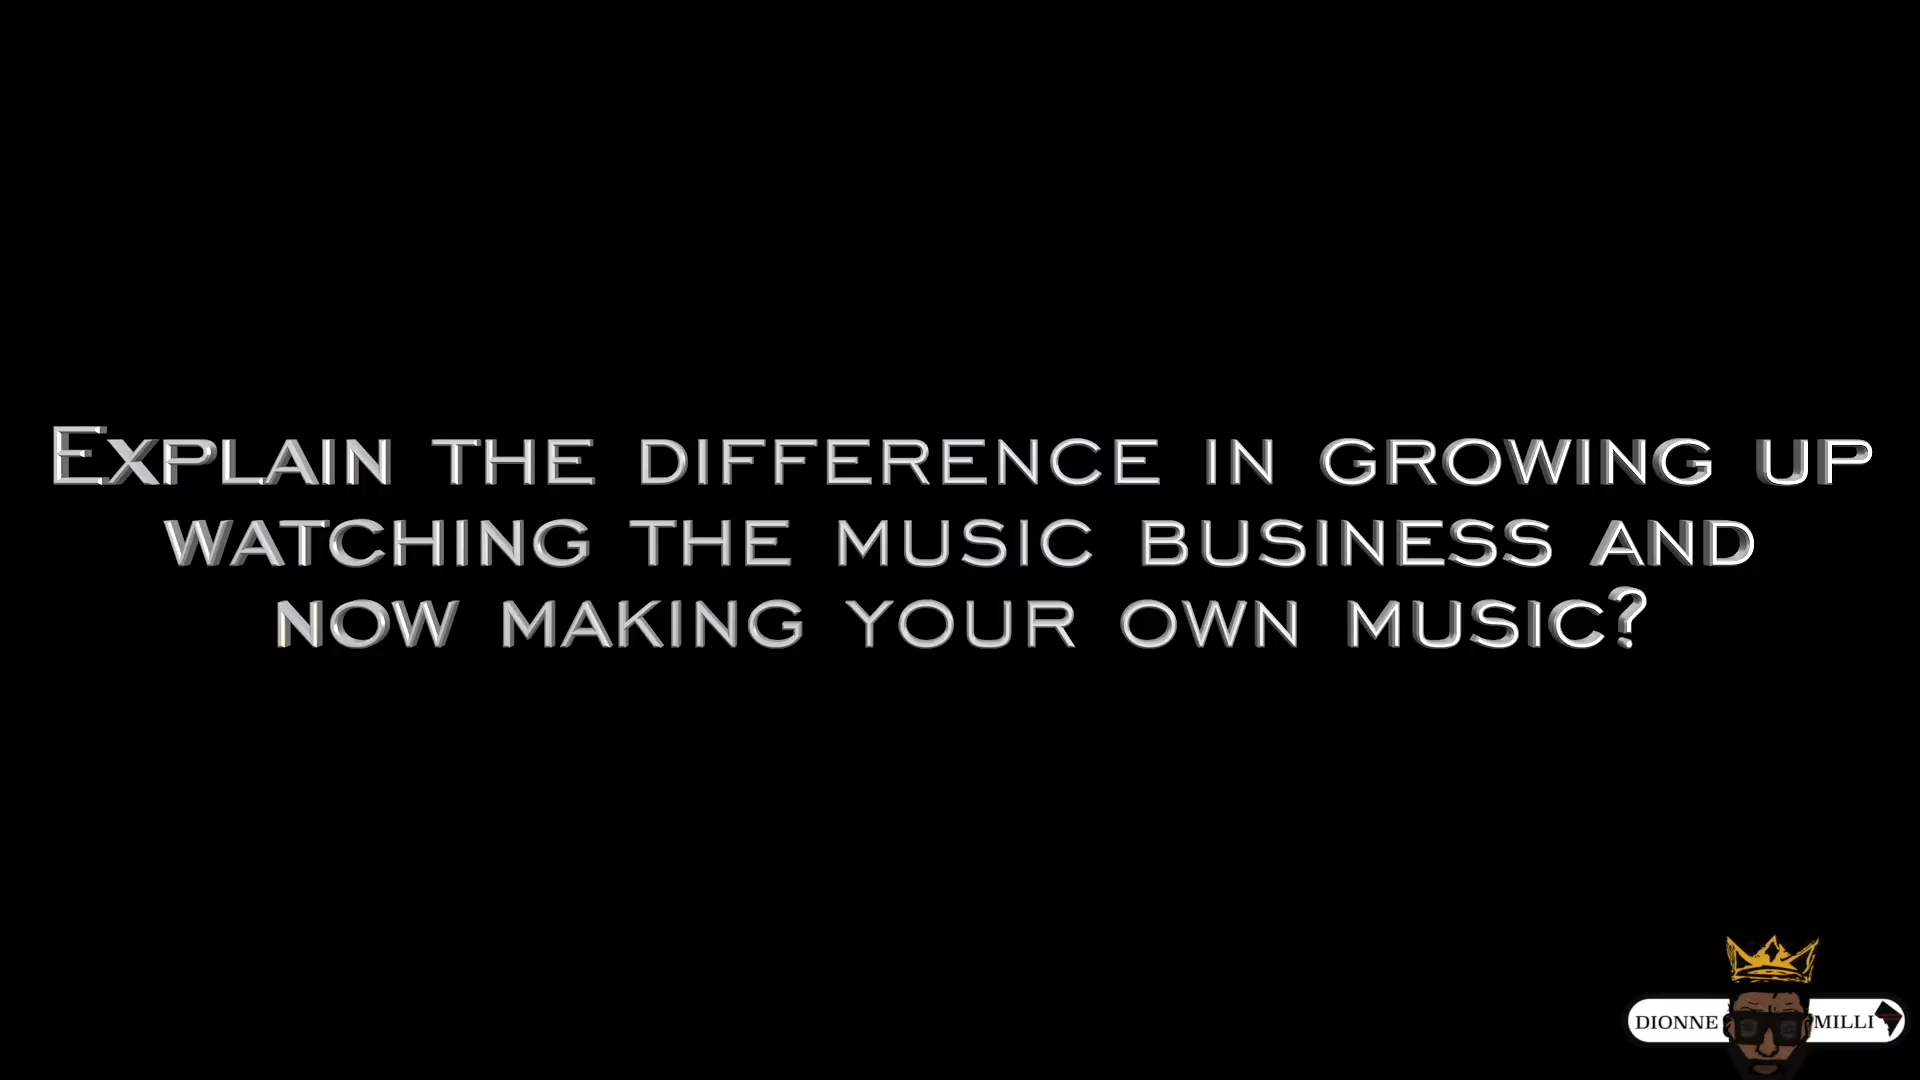 Explain the difference in growing up
watching the music business and
now making your own music?
DIONNE MILLI